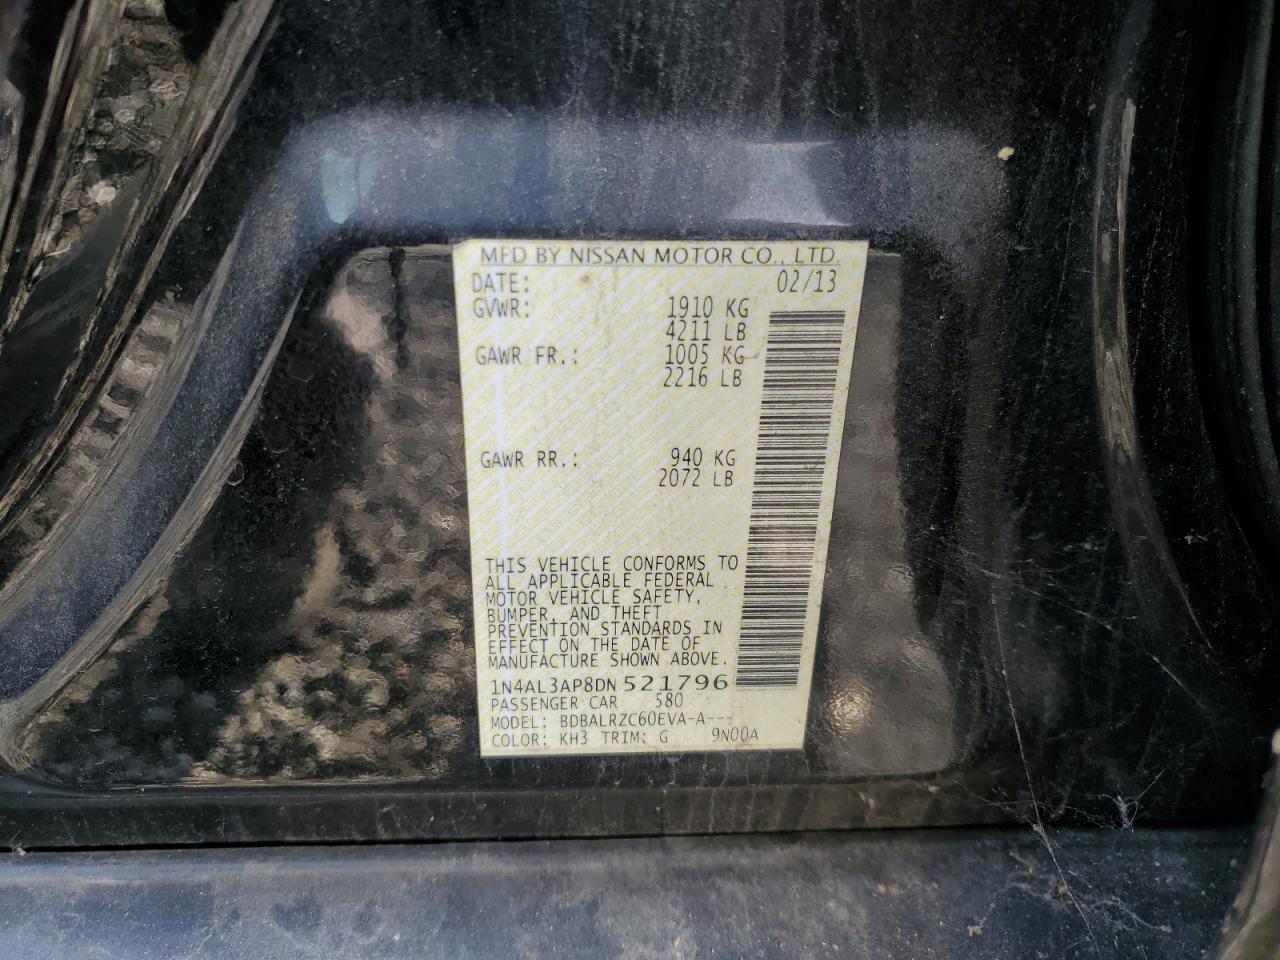 MFD BY NISSAN MOTOR CO., LTD.
DATE: 02/13
GVWR: 1910 KG
4211 LB
GAWR FR.: 1005 KG
2216 LB
GAWR RR.: 940 KG
2072 LB
THIS VEHICLE CONFORMS TO
ALL APPLICABLE FEDERAL
MOTOR VEHICLE SAFETY,
BUMPER, AND THEFT
PREVENTION STANDARDS IN
EFFECT ON THE DATE OF
MANUFACTURE SHOWN ABOVE.
1N4AL3AP8DN521796
PASSENGER CAR 580
MODEL: BDBALRZC60EVA-A---
COLOR: KH3 TRIM: G 9N00A